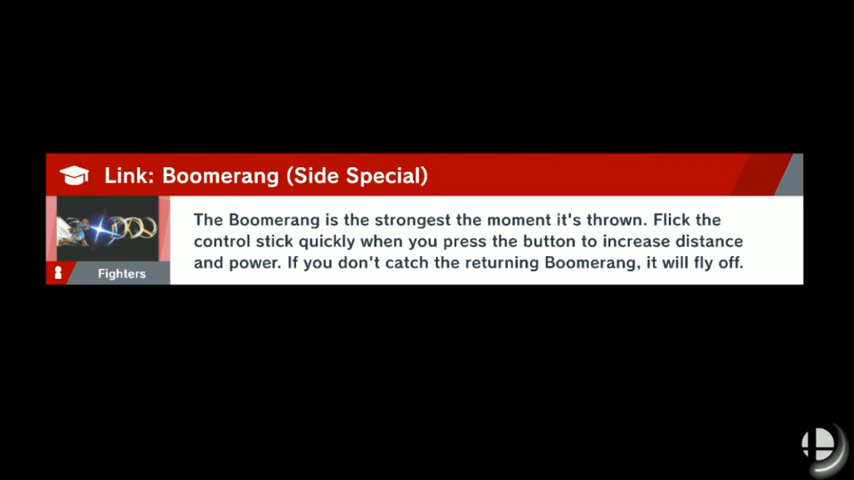 Link: Boomerang (Side Special)
The Boomerang is the strongest the moment it's thrown. Flick the
control stick quickly when you press the button to increase distance
and power. If you don't catch the returning Boomerang, it will fly off.
Fighters